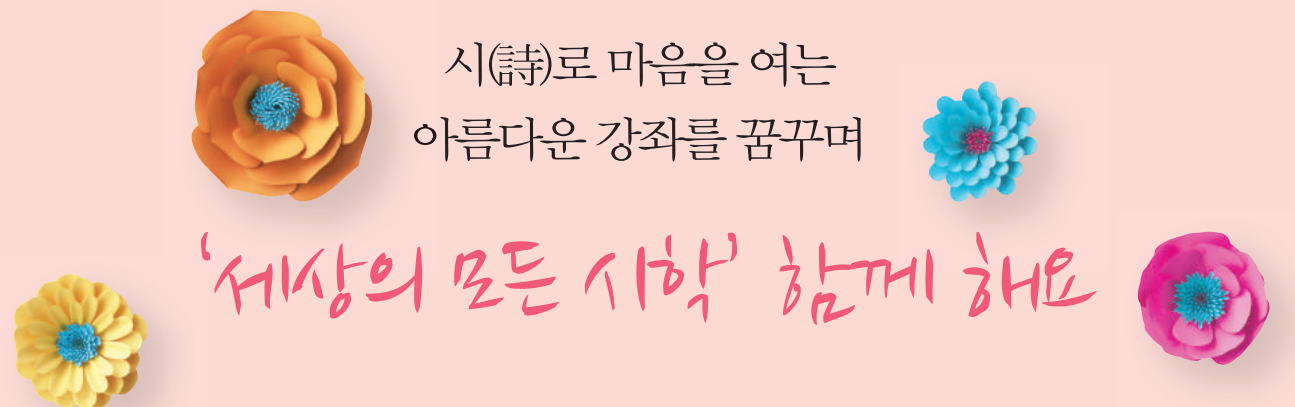 시(詩)로 마음을 여는
아름다운 강좌를 꿈꾸며
‘세상의 모든 시학’ 함께 해요